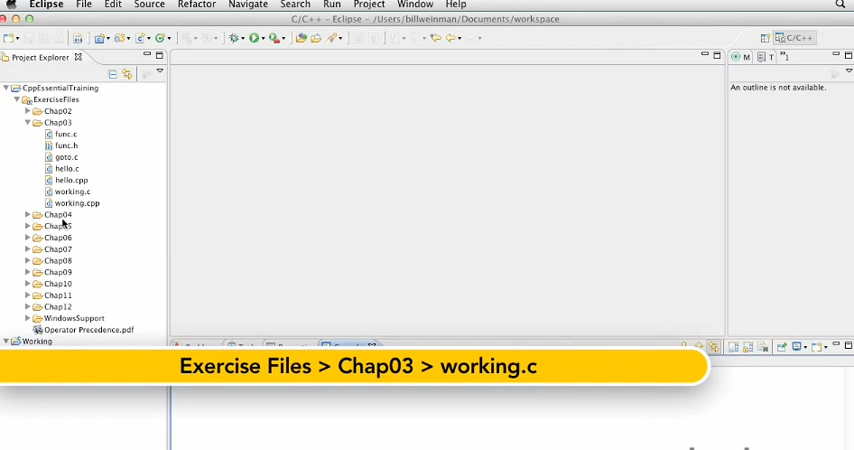 Eclipse File Edit Source Refactor Navigate Search Run Project Window Help
C/C++ - Eclipse - /Users/billweinman/Documents/workspace
C/C++
Project Explorer
M T »1
CppEssentialTraining
ExerciseFiles
Chap02
Chap03
func.c
func.h
goto.c
hello.c
hello.cpp
working.c
working.cpp
Chap04
Chap05
Chap06
Chap07
Chap08
Chap09
Chap10
Chap11
Chap12
WindowsSupport
Operator Precedence.pdf
Working
An outline is not available.
Exercise Files > Chap03 > working.c